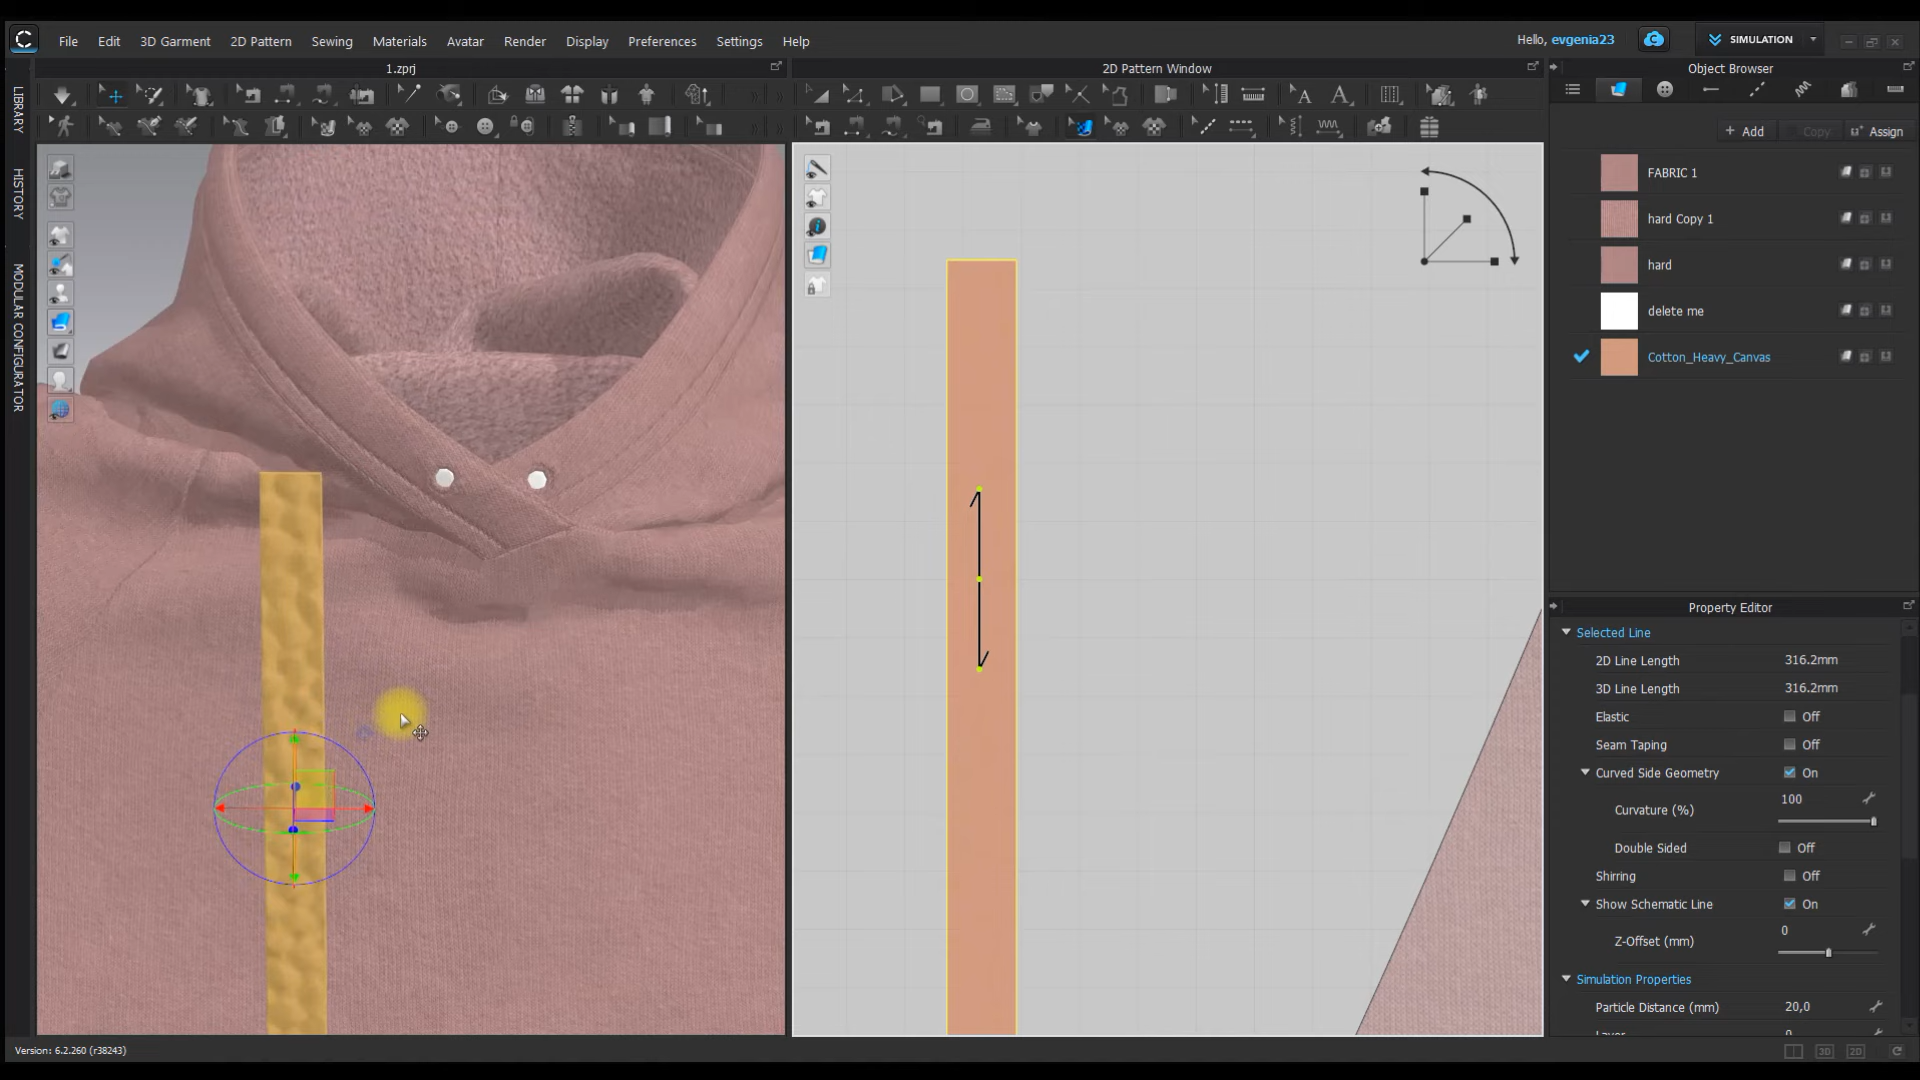 File Edit 3D Garment 2D Pattern Sewing Materials Avatar Render Display Preferences Settings Help
Hello, evgenia23
SIMULATION
1.zprj
2D Pattern Window
Object Browser
LIBRARY
HISTORY
MODULAR CONFIGURATOR
+ Add
Copy
Assign
FABRIC 1
hard Copy 1
hard
delete me
Cotton_Heavy_Canvas
Property Editor
Selected Line
2D Line Length 316.2mm
3D Line Length 316.2mm
Elastic Off
Seam Taping Off
Curved Side Geometry On
Curvature (%) 100
Double Sided Off
Shirring Off
Show Schematic Line On
Z-Offset (mm) 0
Simulation Properties
Particle Distance (mm) 20,0
Layer 0
Version: 6.2.260 (r38243)
3D 2D